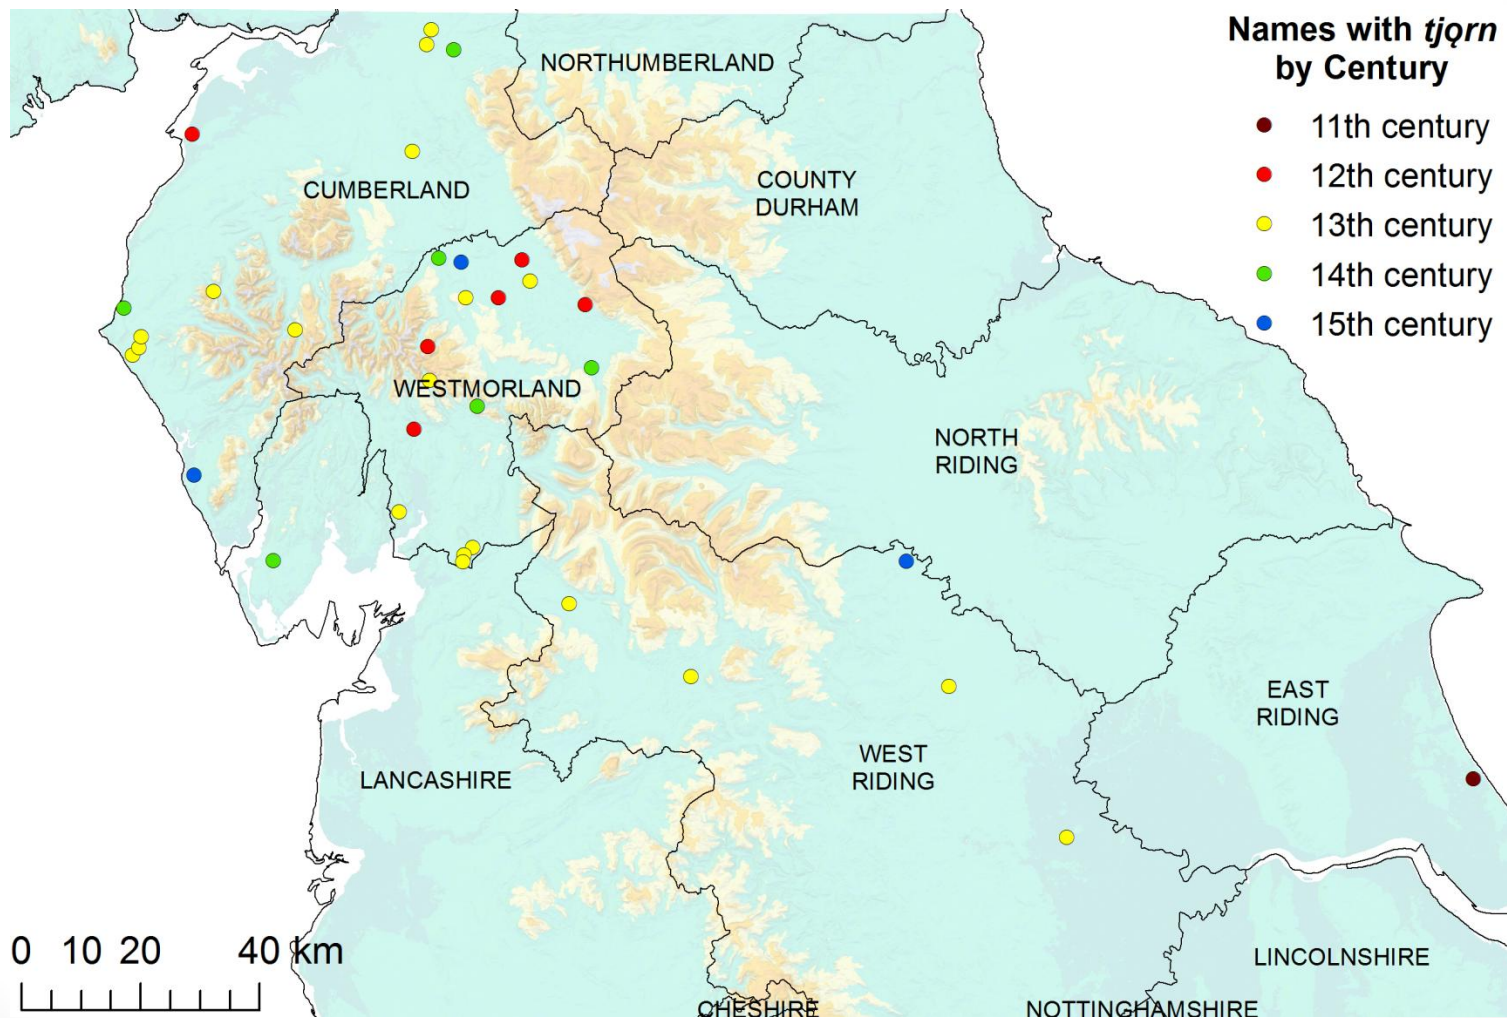 Names with tjǫrn
by Century
11th century
12th century
13th century
14th century
15th century
NORTHUMBERLAND
COUNTY
DURHAM
CUMBERLAND
WESTMORLAND
NORTH
RIDING
EAST
RIDING
WEST
RIDING
LANCASHIRE
LINCOLNSHIRE
CHESHIRE
NOTTINGHAMSHIRE
0 10 20 40 km